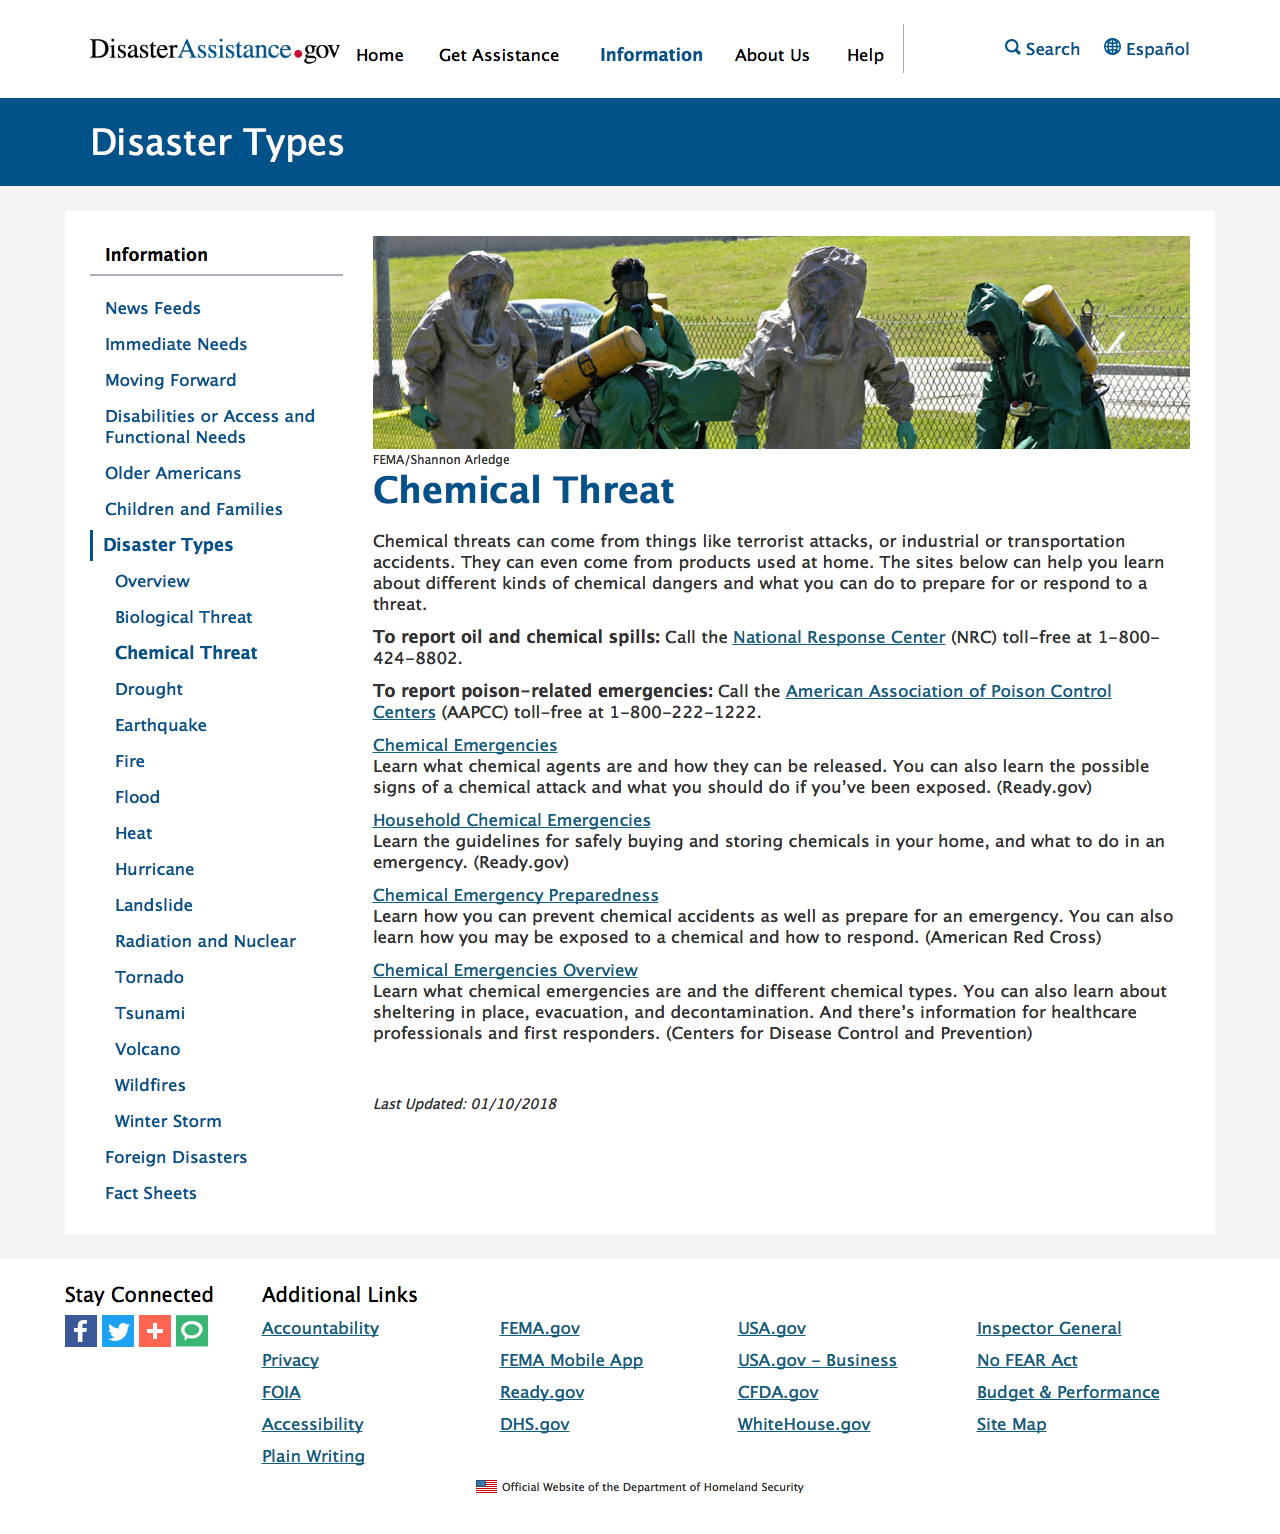 DisasterAssistance.gov
Home
Get Assistance
Information
About Us
Help
Search
Español
Disaster Types
Information
News Feeds
Immediate Needs
Moving Forward
Disabilities or Access and
Functional Needs
Older Americans
Children and Families
Disaster Types
Overview
Biological Threat
Chemical Threat
Drought
Earthquake
Fire
Flood
Heat
Hurricane
Landslide
Radiation and Nuclear
Tornado
Tsunami
Volcano
Wildfires
Winter Storm
Foreign Disasters
Fact Sheets
FEMA/Shannon Arledge
Chemical Threat
Chemical threats can come from things like terrorist attacks, or industrial or transportation
accidents. They can even come from products used at home. The sites below can help you learn
about different kinds of chemical dangers and what you can do to prepare for or respond to a
threat.
To report oil and chemical spills: Call the National Response Center (NRC) toll-free at 1-800-
424-8802.
To report poison-related emergencies: Call the American Association of Poison Control
Centers (AAPCC) toll-free at 1-800-222-1222.
Chemical Emergencies
Learn what chemical agents are and how they can be released. You can also learn the possible
signs of a chemical attack and what you should do if you’ve been exposed. (Ready.gov)
Household Chemical Emergencies
Learn the guidelines for safely buying and storing chemicals in your home, and what to do in an
emergency. (Ready.gov)
Chemical Emergency Preparedness
Learn how you can prevent chemical accidents as well as prepare for an emergency. You can also
learn how you may be exposed to a chemical and how to respond. (American Red Cross)
Chemical Emergencies Overview
Learn what chemical emergencies are and the different chemical types. You can also learn about
sheltering in place, evacuation, and decontamination. And there’s information for healthcare
professionals and first responders. (Centers for Disease Control and Prevention)
Last Updated: 01/10/2018
Stay Connected
Additional Links
Accountability
Privacy
FOIA
Accessibility
Plain Writing
FEMA.gov
FEMA Mobile App
Ready.gov
DHS.gov
USA.gov
USA.gov - Business
CFDA.gov
WhiteHouse.gov
Inspector General
No FEAR Act
Budget & Performance
Site Map
Official Website of the Department of Homeland Security